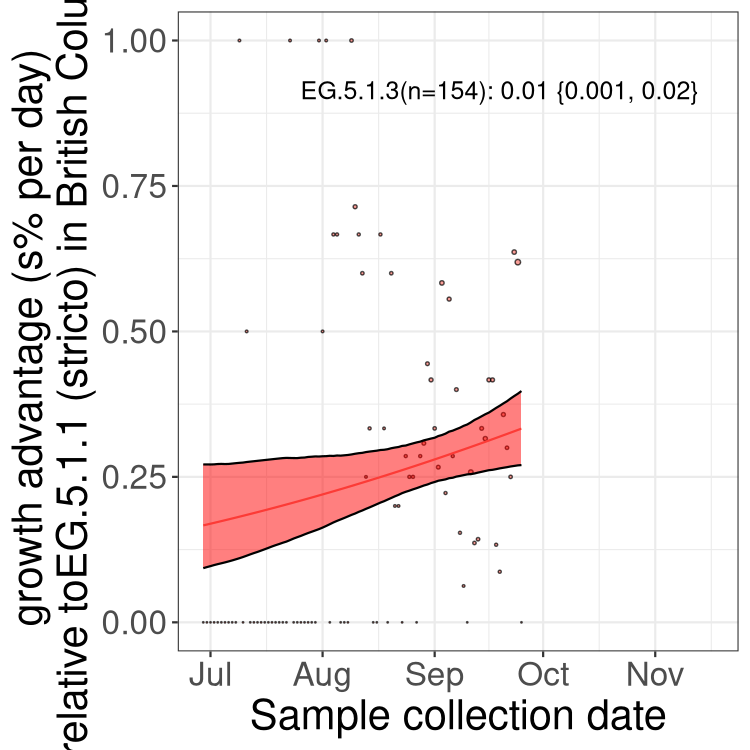 growth advantage (s% per day)
relative toEG.5.1.1 (stricto) in British Colu
1.00
0.75
0.50
0.25
0.00
EG.5.1.3(n=154): 0.01 {0.001, 0.02}
Jul Aug Sep Oct Nov
Sample collection date